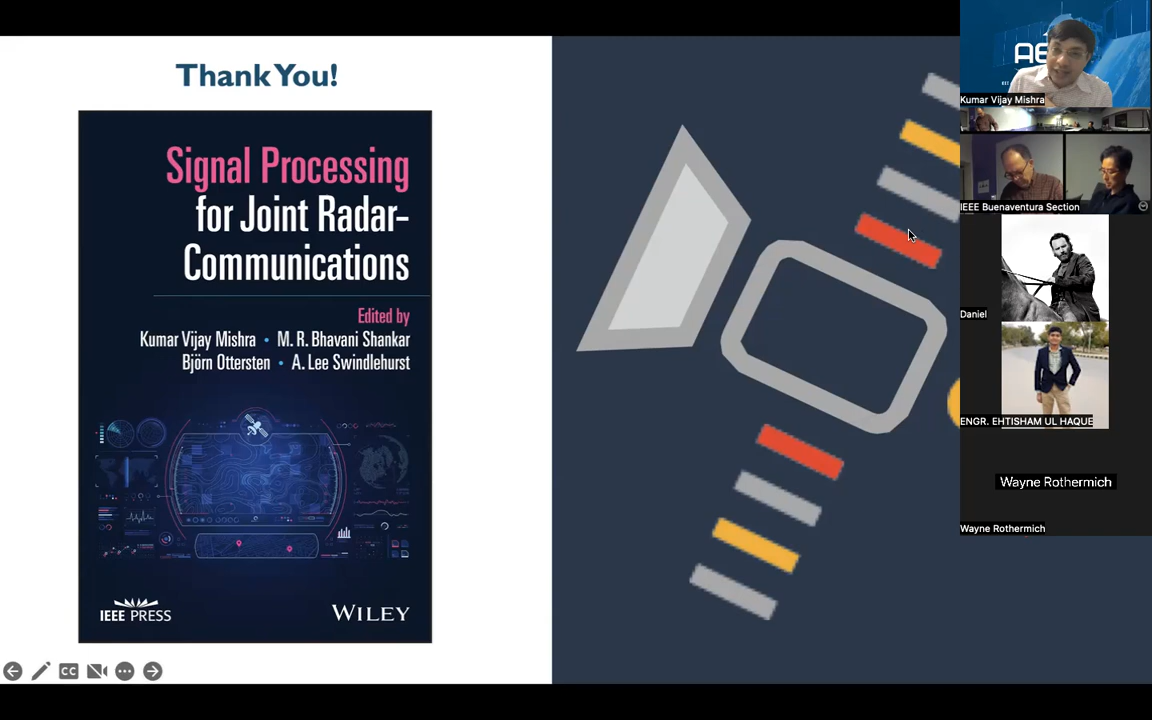 Thank You!
Signal Processing
for Joint Radar-
Communications
Edited by
Kumar Vijay Mishra • M. R. Bhavani Shankar
Björn Ottersten • A. Lee Swindlehurst
IEEE PRESS
WILEY
CC
Kumar Vijay Mishra
IEEE Buenaventura Section
Daniel
ENGR. EHTISHAM UL HAQUE
Wayne Rothermich
Wayne Rothermich